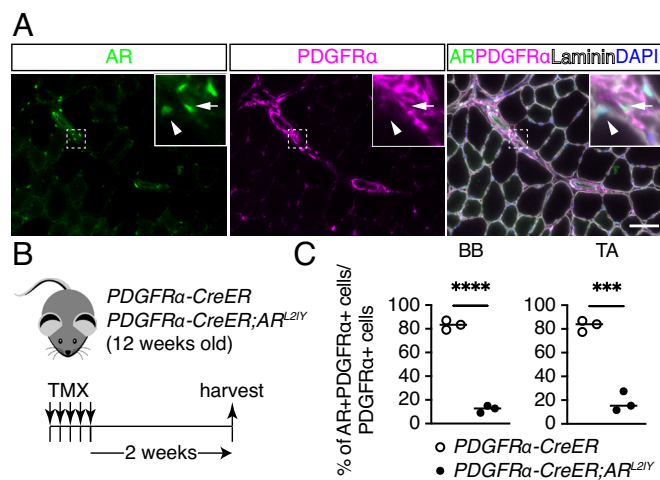 A
AR
PDGFRα
ARPDGFRαLamininDAPI
B
PDGFRα-CreER
PDGFRα-CreER;AR^L2/Y
(12 weeks old)
TMX
harvest
2 weeks
C
BB
TA
% of AR+PDGFRα+ cells/
PDGFRα+ cells
****
***
100
80
60
40
20
0
100
80
60
40
20
0
PDGFRα-CreER
PDGFRα-CreER;AR^L2/Y